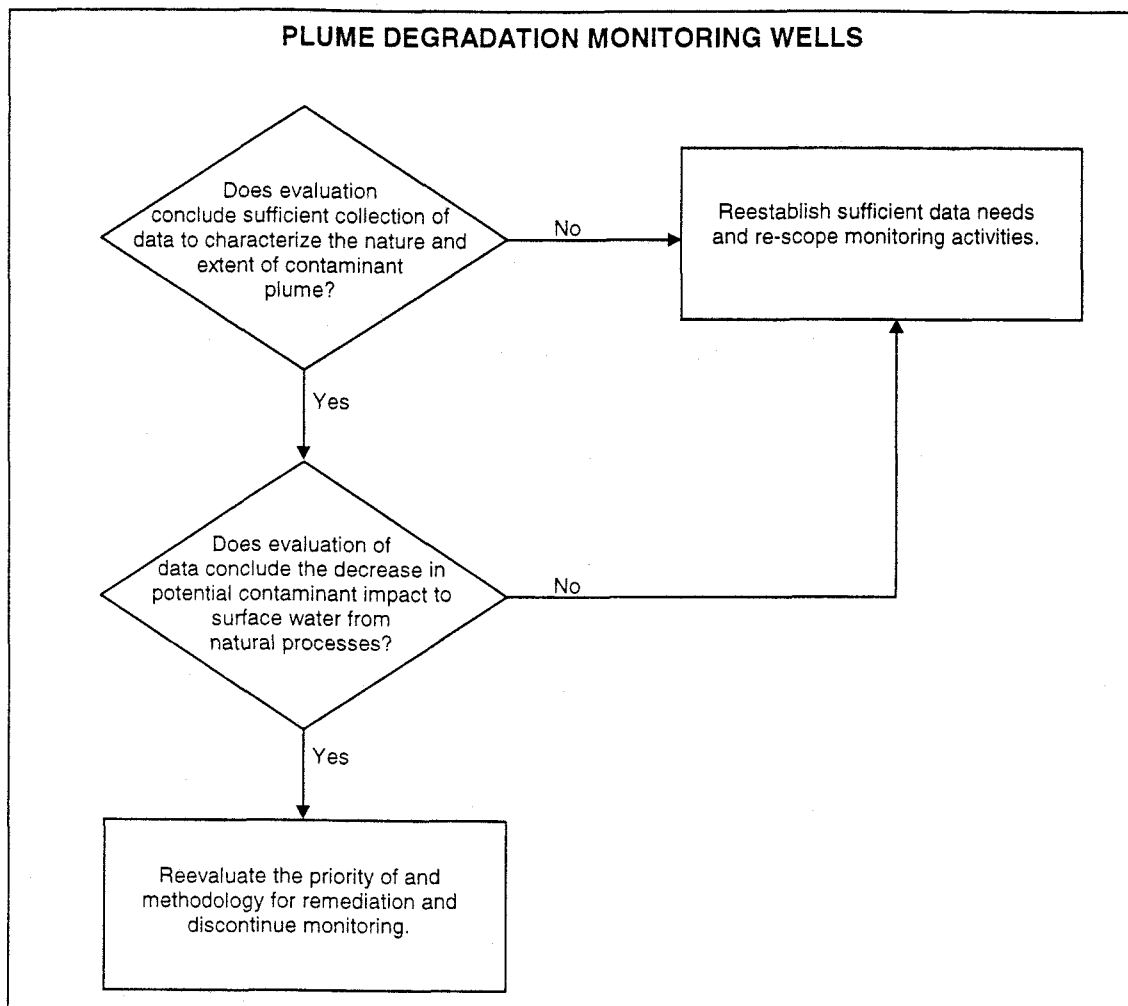 PLUME DEGRADATION MONITORING WELLS
Does evaluation
conclude sufficient collection of
data to characterize the nature and
extent of contaminant
plume?
No
Reestablish sufficient data needs
and re-scope monitoring activities.
Yes
Does evaluation of
data conclude the decrease in
potential contaminant impact to
surface water from
natural processes?
No
Yes
Reevaluate the priority of and
methodology for remediation and
discontinue monitoring.